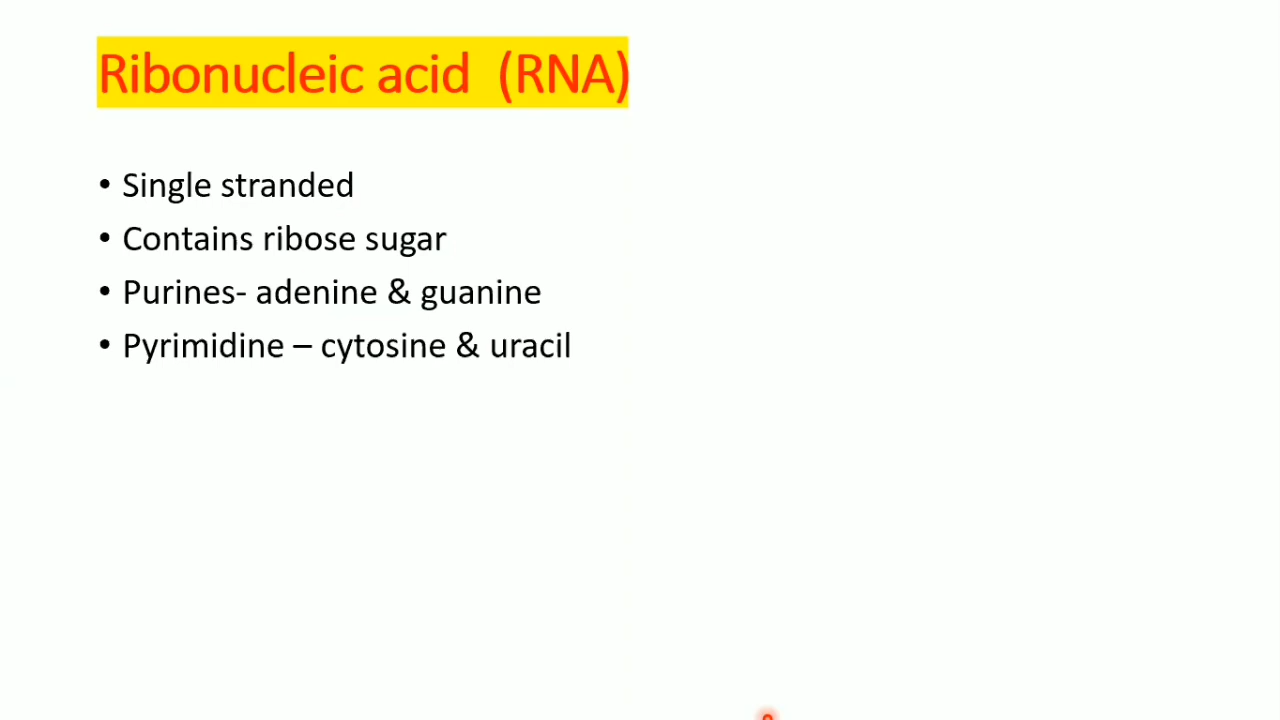 Ribonucleic acid (RNA)
• Single stranded
• Contains ribose sugar
• Purines- adenine & guanine
• Pyrimidine – cytosine & uracil